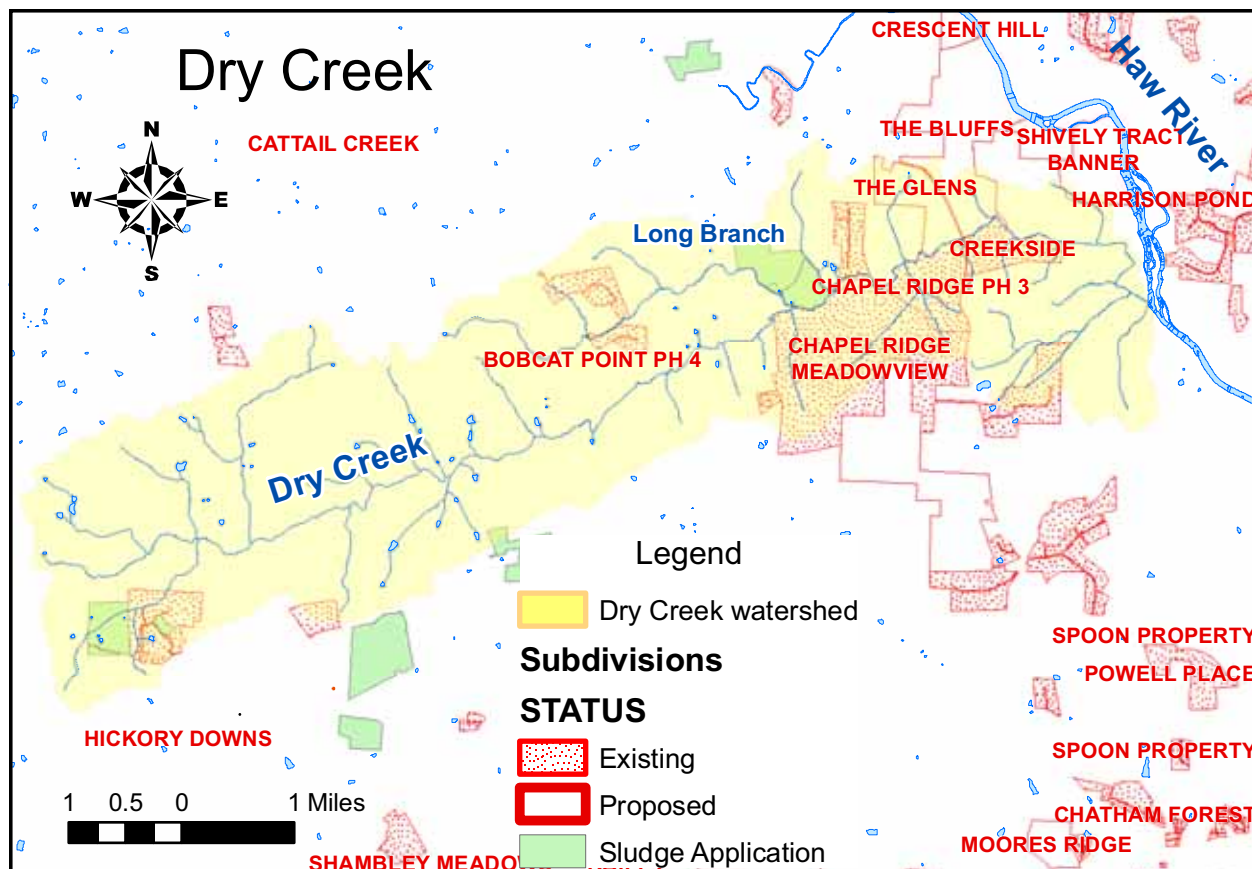 CRESCENT HILL
Haw River
Dry Creek
N
W
E
S
CATTAIL CREEK
THE BLUFFS
SHIVELY TRACT
BANNER
THE GLENS
HARRISON POND
Long Branch
CREEKSIDE
CHAPEL RIDGE PH 3
CHAPEL RIDGE
MEADOWVIEW
BOBCAT POINT PH 4
Dry Creek
Legend
Dry Creek watershed
Subdivisions
STATUS
Existing
Proposed
Sludge Application
SPOON PROPERTY
POWELL PLACE
HICKORY DOWNS
SPOON PROPERTY
1 0.5 0 1 Miles
CHATHAM FOREST
MOORES RIDGE
SHAMBLEY MEADOW